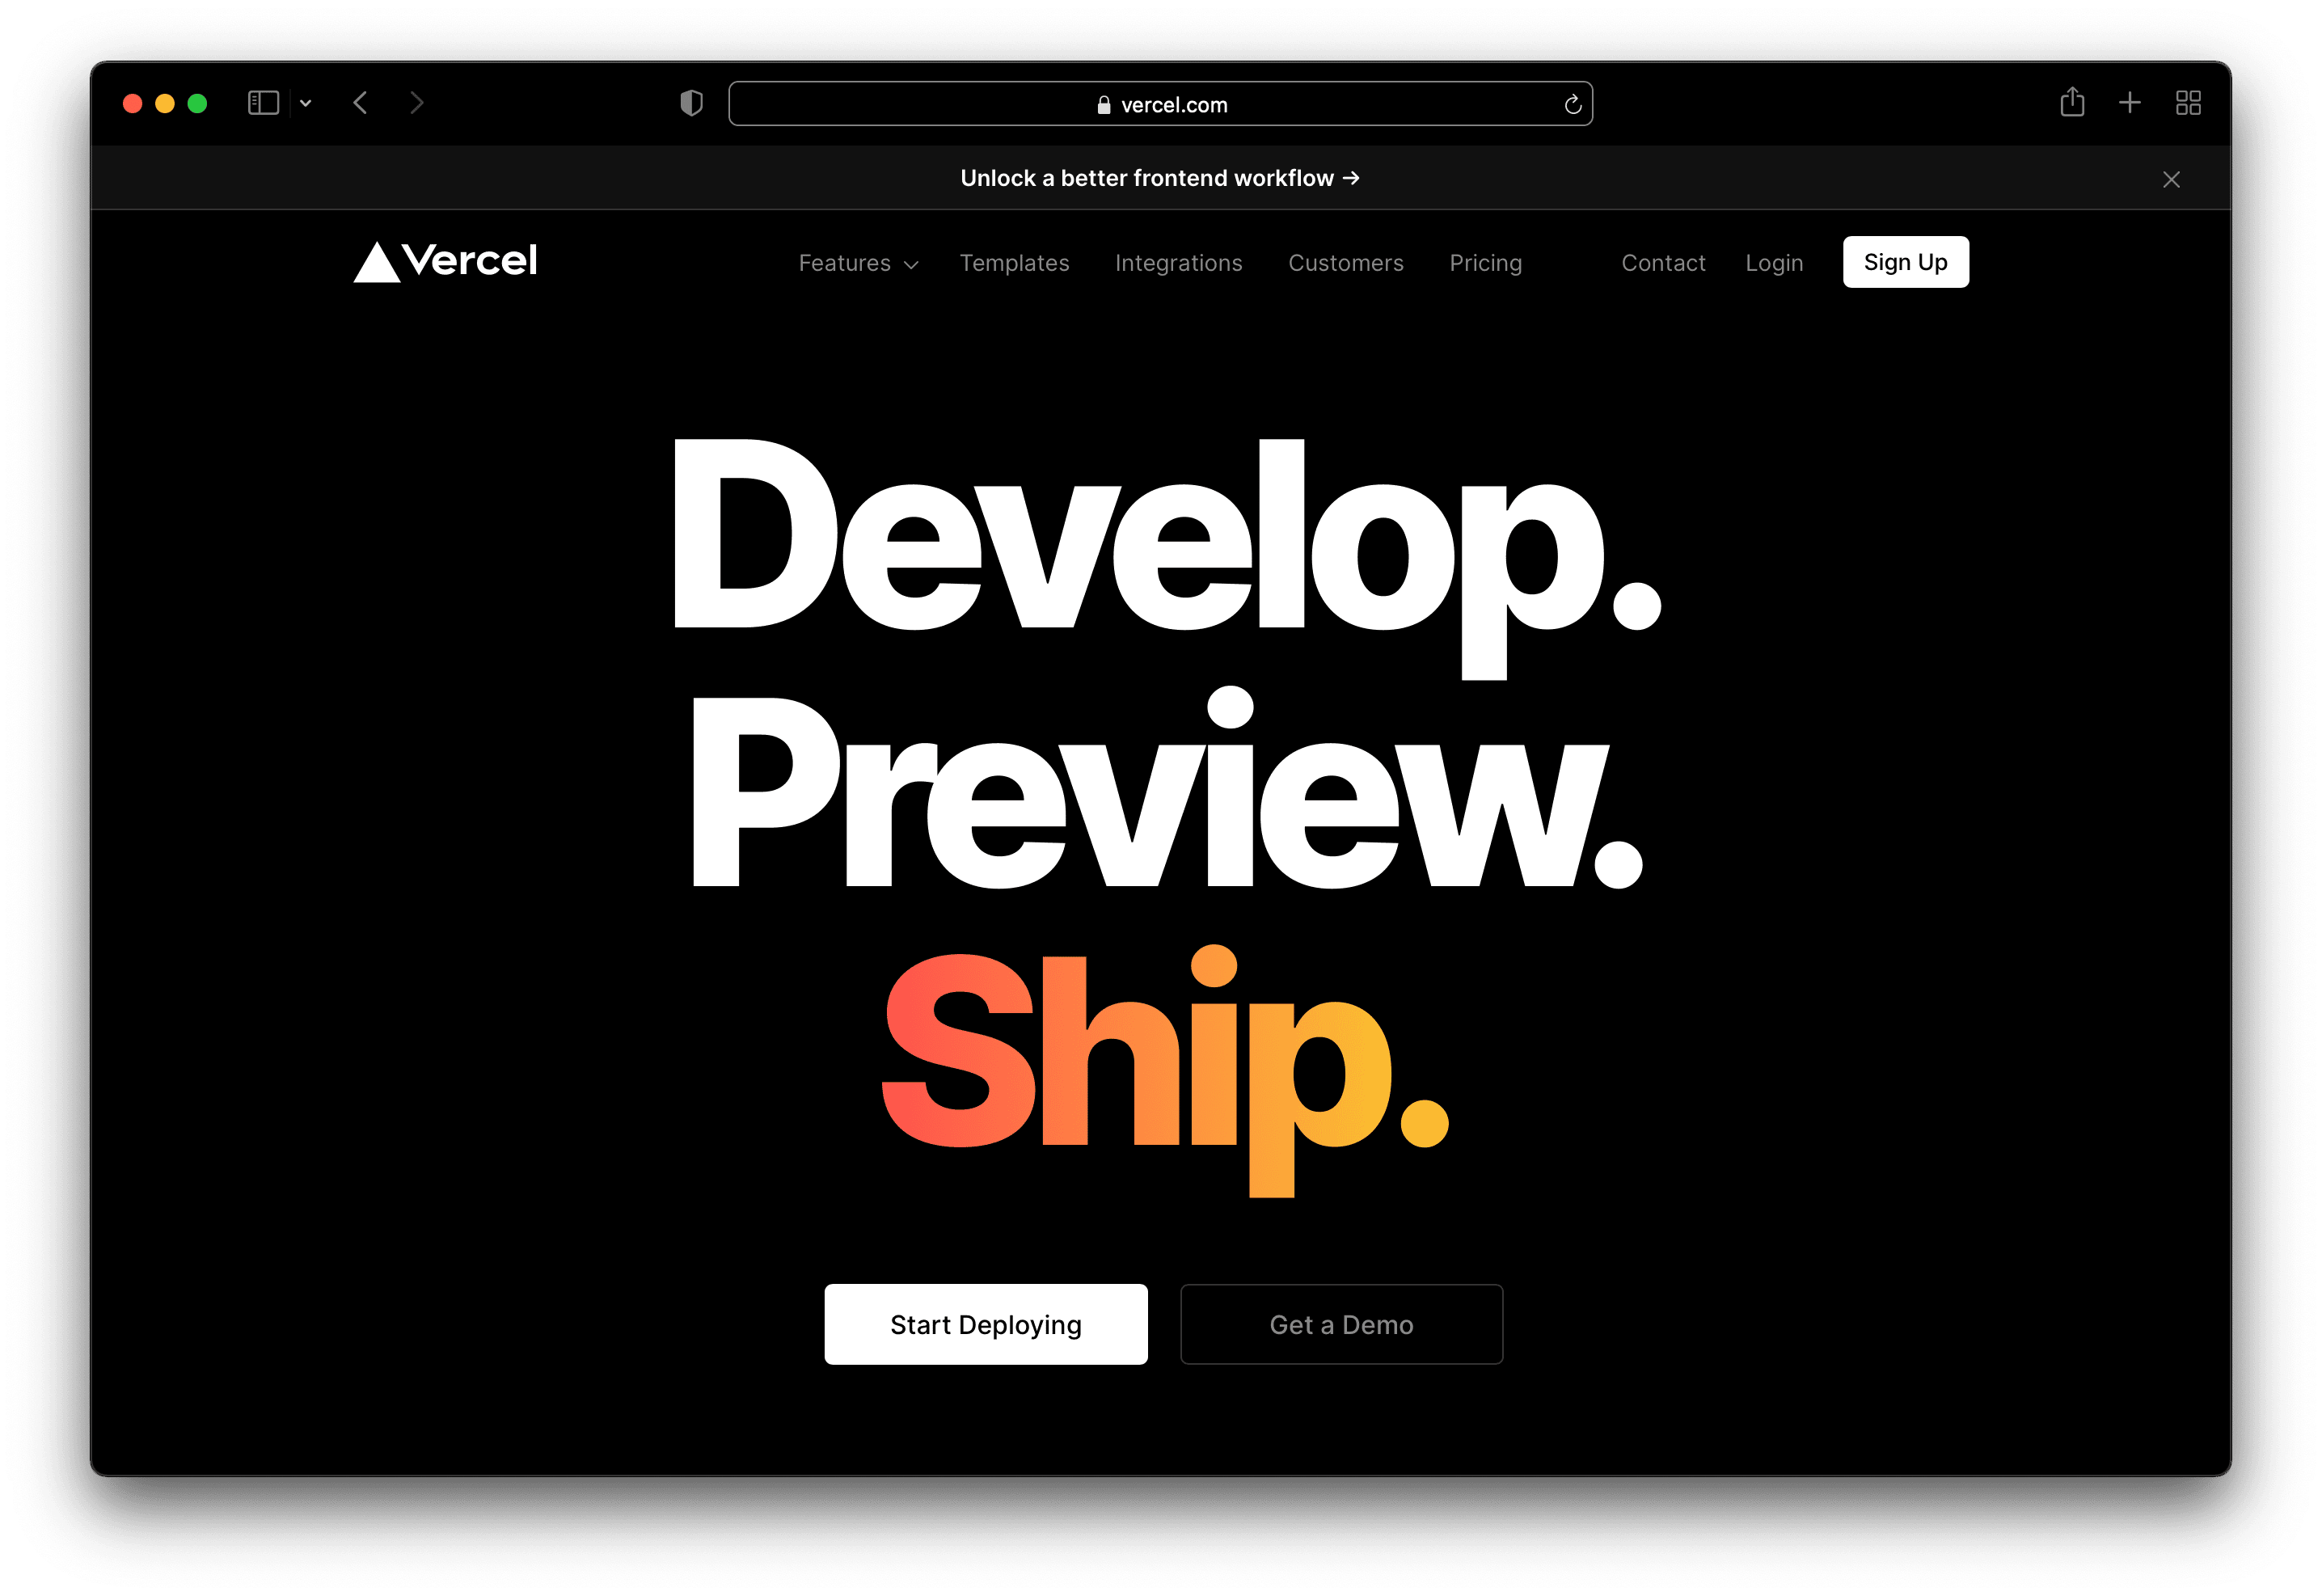 vercel.com
Unlock a better frontend workflow →
Vercel Features Templates Integrations Customers Pricing Contact Login Sign Up
Develop.
Preview.
Ship.
Start Deploying Get a Demo